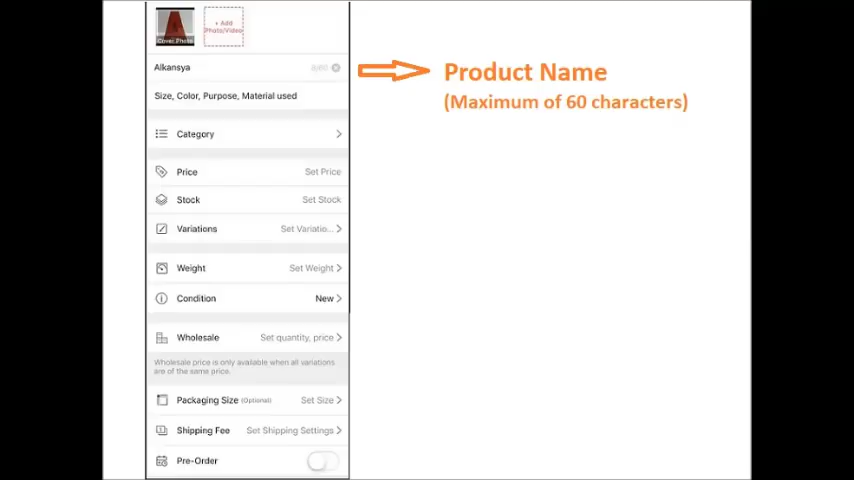 Cover Photo
+ Add
Photo/Video
Alkansya
/60
Product Name
(Maximum of 60 characters)
Size, Color, Purpose, Material used
Category
Price Set Price
Stock Set Stock
Variations Set Variatio...
Weight Set Weight
Condition New
Wholesale Set quantity, price
Wholesale price is only available when all variations
are of the same price.
Packaging Size (Optional) Set Size
Shipping Fee Set Shipping Settings
Pre-Order